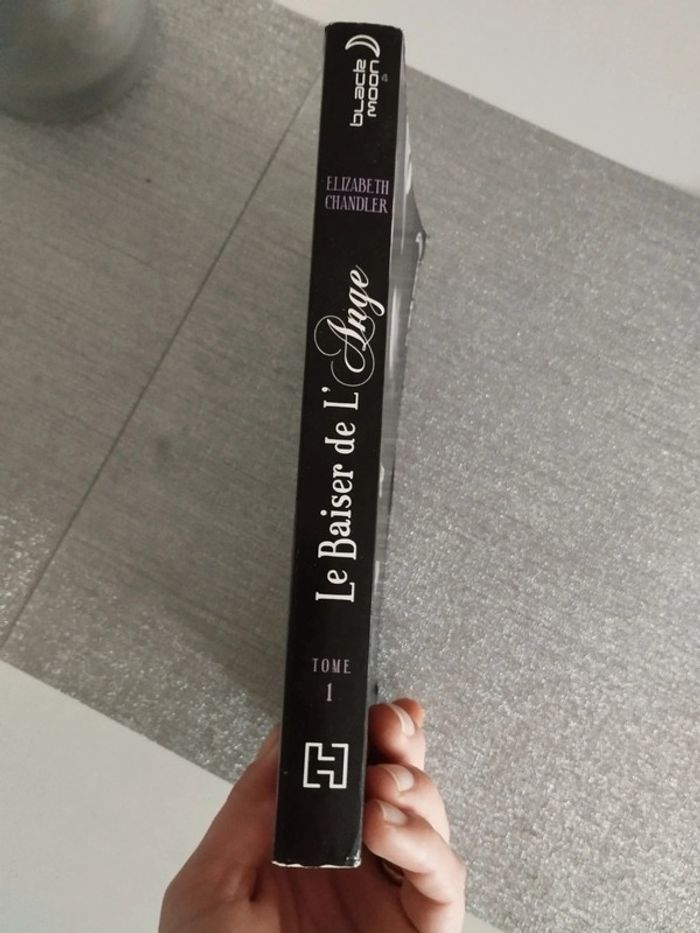 black
moon
ELIZABETH
CHANDLER
Le Baiser de L'Ange
TOME
1